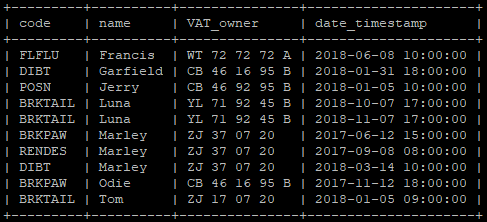 code | name | VAT_owner | date_timestamp
FLFLU | Francis | WT 72 72 72 A | 2018-06-08 10:00:00
DIBT | Garfield | CB 46 16 95 B | 2018-01-31 18:00:00
POSN | Jerry | CB 46 92 95 B | 2018-01-05 10:00:00
BRKTAIL | Luna | YL 71 92 45 B | 2018-10-07 17:00:00
BRKTAIL | Luna | YL 71 92 45 B | 2018-11-07 17:00:00
BRKPAW | Marley | ZJ 37 07 20 | 2017-06-12 15:00:00
RENDES | Marley | ZJ 37 07 20 | 2017-09-08 08:00:00
DIBT | Marley | ZJ 37 07 20 | 2018-03-14 10:00:00
BRKPAW | Odie | CB 46 16 95 B | 2017-11-12 18:00:00
BRKTAIL | Tom | ZJ 17 07 20 | 2018-01-05 09:00:00